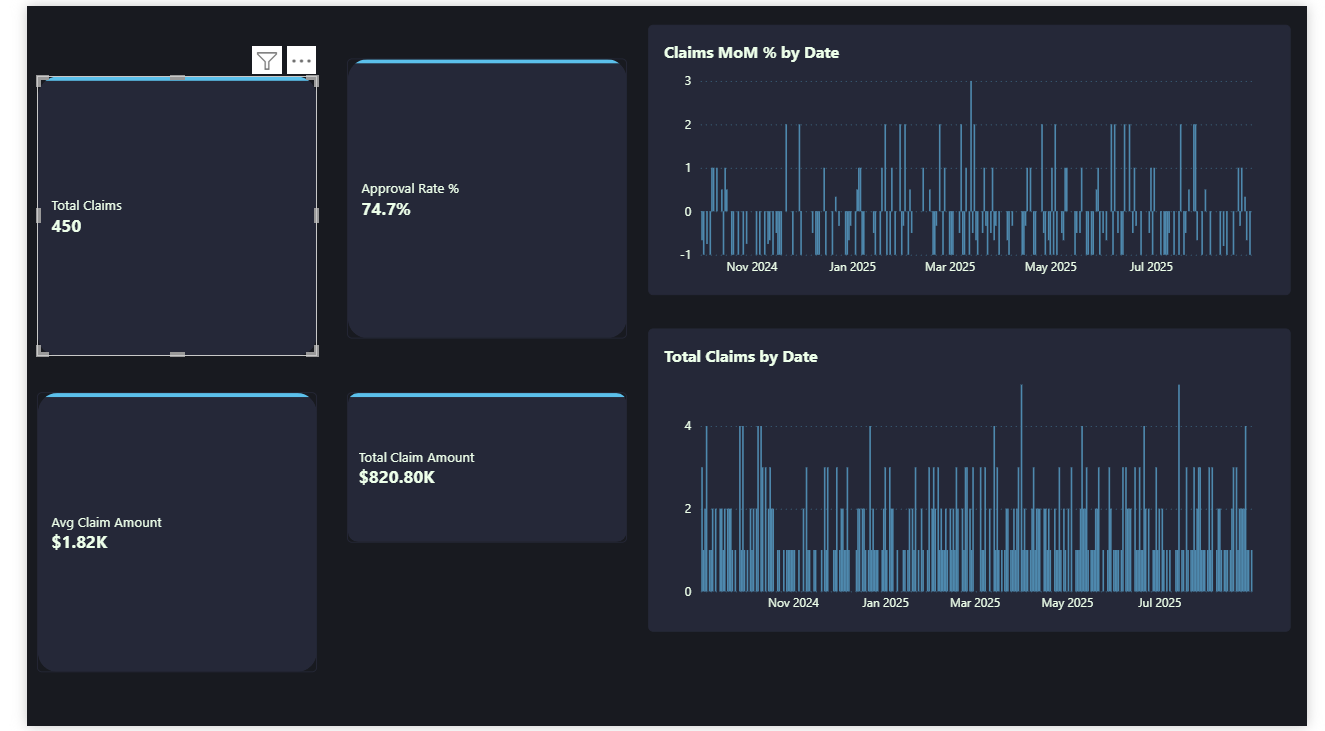 Total Claims
450
Approval Rate %
74.7%
Avg Claim Amount
$1.82K
Total Claim Amount
$820.80K
Claims MoM % by Date
3
2
1
0
-1
Nov 2024 Jan 2025 Mar 2025 May 2025 Jul 2025
Total Claims by Date
4
2
0
Nov 2024 Jan 2025 Mar 2025 May 2025 Jul 2025